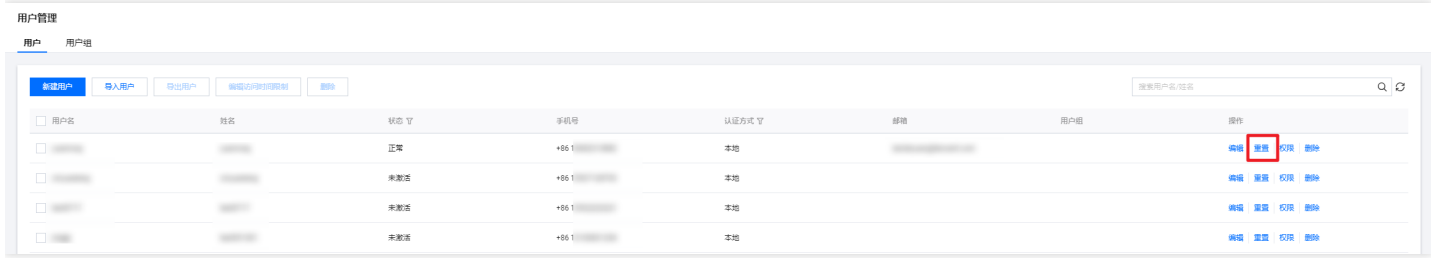 用户管理
用户 用户组
新建用户 导入用户 导出用户 编辑访问时间限制 删除 搜索用户名/姓名
用户名 姓名 状态 手机号 认证方式 邮箱 用户组 操作
正常 +86 1 本地 编辑 重置 权限 删除
未激活 +86 1 本地 编辑 重置 权限 删除
未激活 +86 1 本地 编辑 重置 权限 删除
未激活 +86 1 本地 编辑 重置 权限 删除